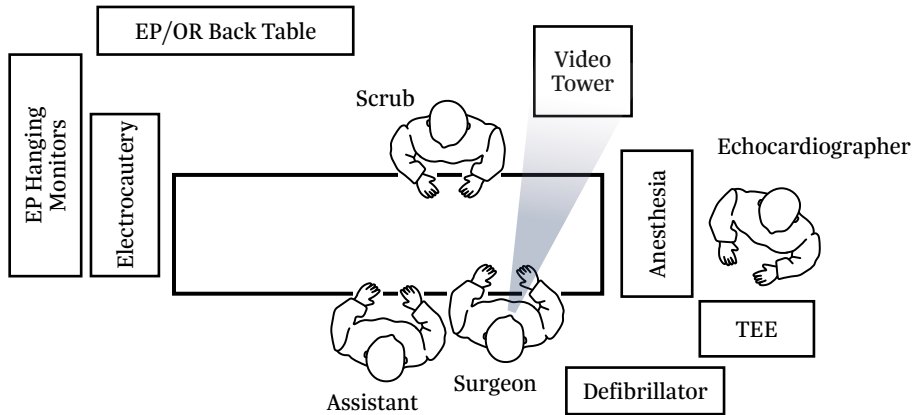 EP/OR Back Table
Video
Tower
Scrub
Echocardiographer
EP Hanging
Monitors
Electrocautery
Anesthesia
TEE
Surgeon
Defibrillator
Assistant